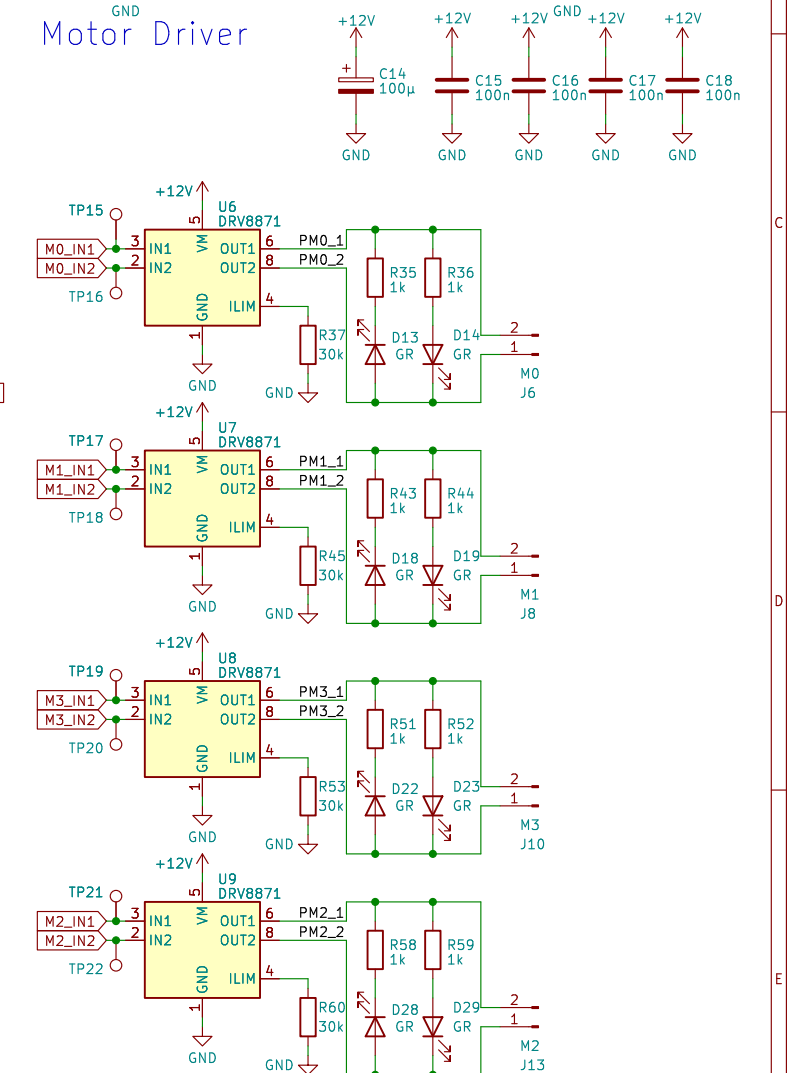 GND
Motor Driver
+12V
+12V
+12V
GND
+12V
+12V
+
C14
100µ
C15
100n
C16
100n
C17
100n
C18
100n
GND
GND
GND
GND
GND
C
+12V
U6
DRV8871
TP15
5
VM
M0_IN1
3
IN1
OUT1
6
PM0_1
M0_IN2
2
IN2
OUT2
8
PM0_2
TP16
R35
1k
R36
1k
GND
ILIM
4
1
R37
30k
D13
GR
D14
GR
2
1
M0
J6
GND
GND
+12V
U7
DRV8871
TP17
5
VM
M1_IN1
3
IN1
OUT1
6
PM1_1
M1_IN2
2
IN2
OUT2
8
PM1_2
TP18
R43
1k
R44
1k
GND
ILIM
4
1
R45
30k
D18
GR
D19
GR
2
1
M1
J8
GND
GND
D
+12V
U8
DRV8871
TP19
5
VM
M3_IN1
3
IN1
OUT1
6
PM3_1
M3_IN2
2
IN2
OUT2
8
PM3_2
TP20
R51
1k
R52
1k
GND
ILIM
4
1
R53
30k
D22
GR
D23
GR
2
1
M3
J10
GND
GND
+12V
U9
DRV8871
TP21
5
VM
M2_IN1
3
IN1
OUT1
6
PM2_1
M2_IN2
2
IN2
OUT2
8
PM2_2
TP22
R58
1k
R59
1k
GND
ILIM
4
1
R60
30k
D28
GR
D29
GR
2
1
M2
J13
GND
GND
E